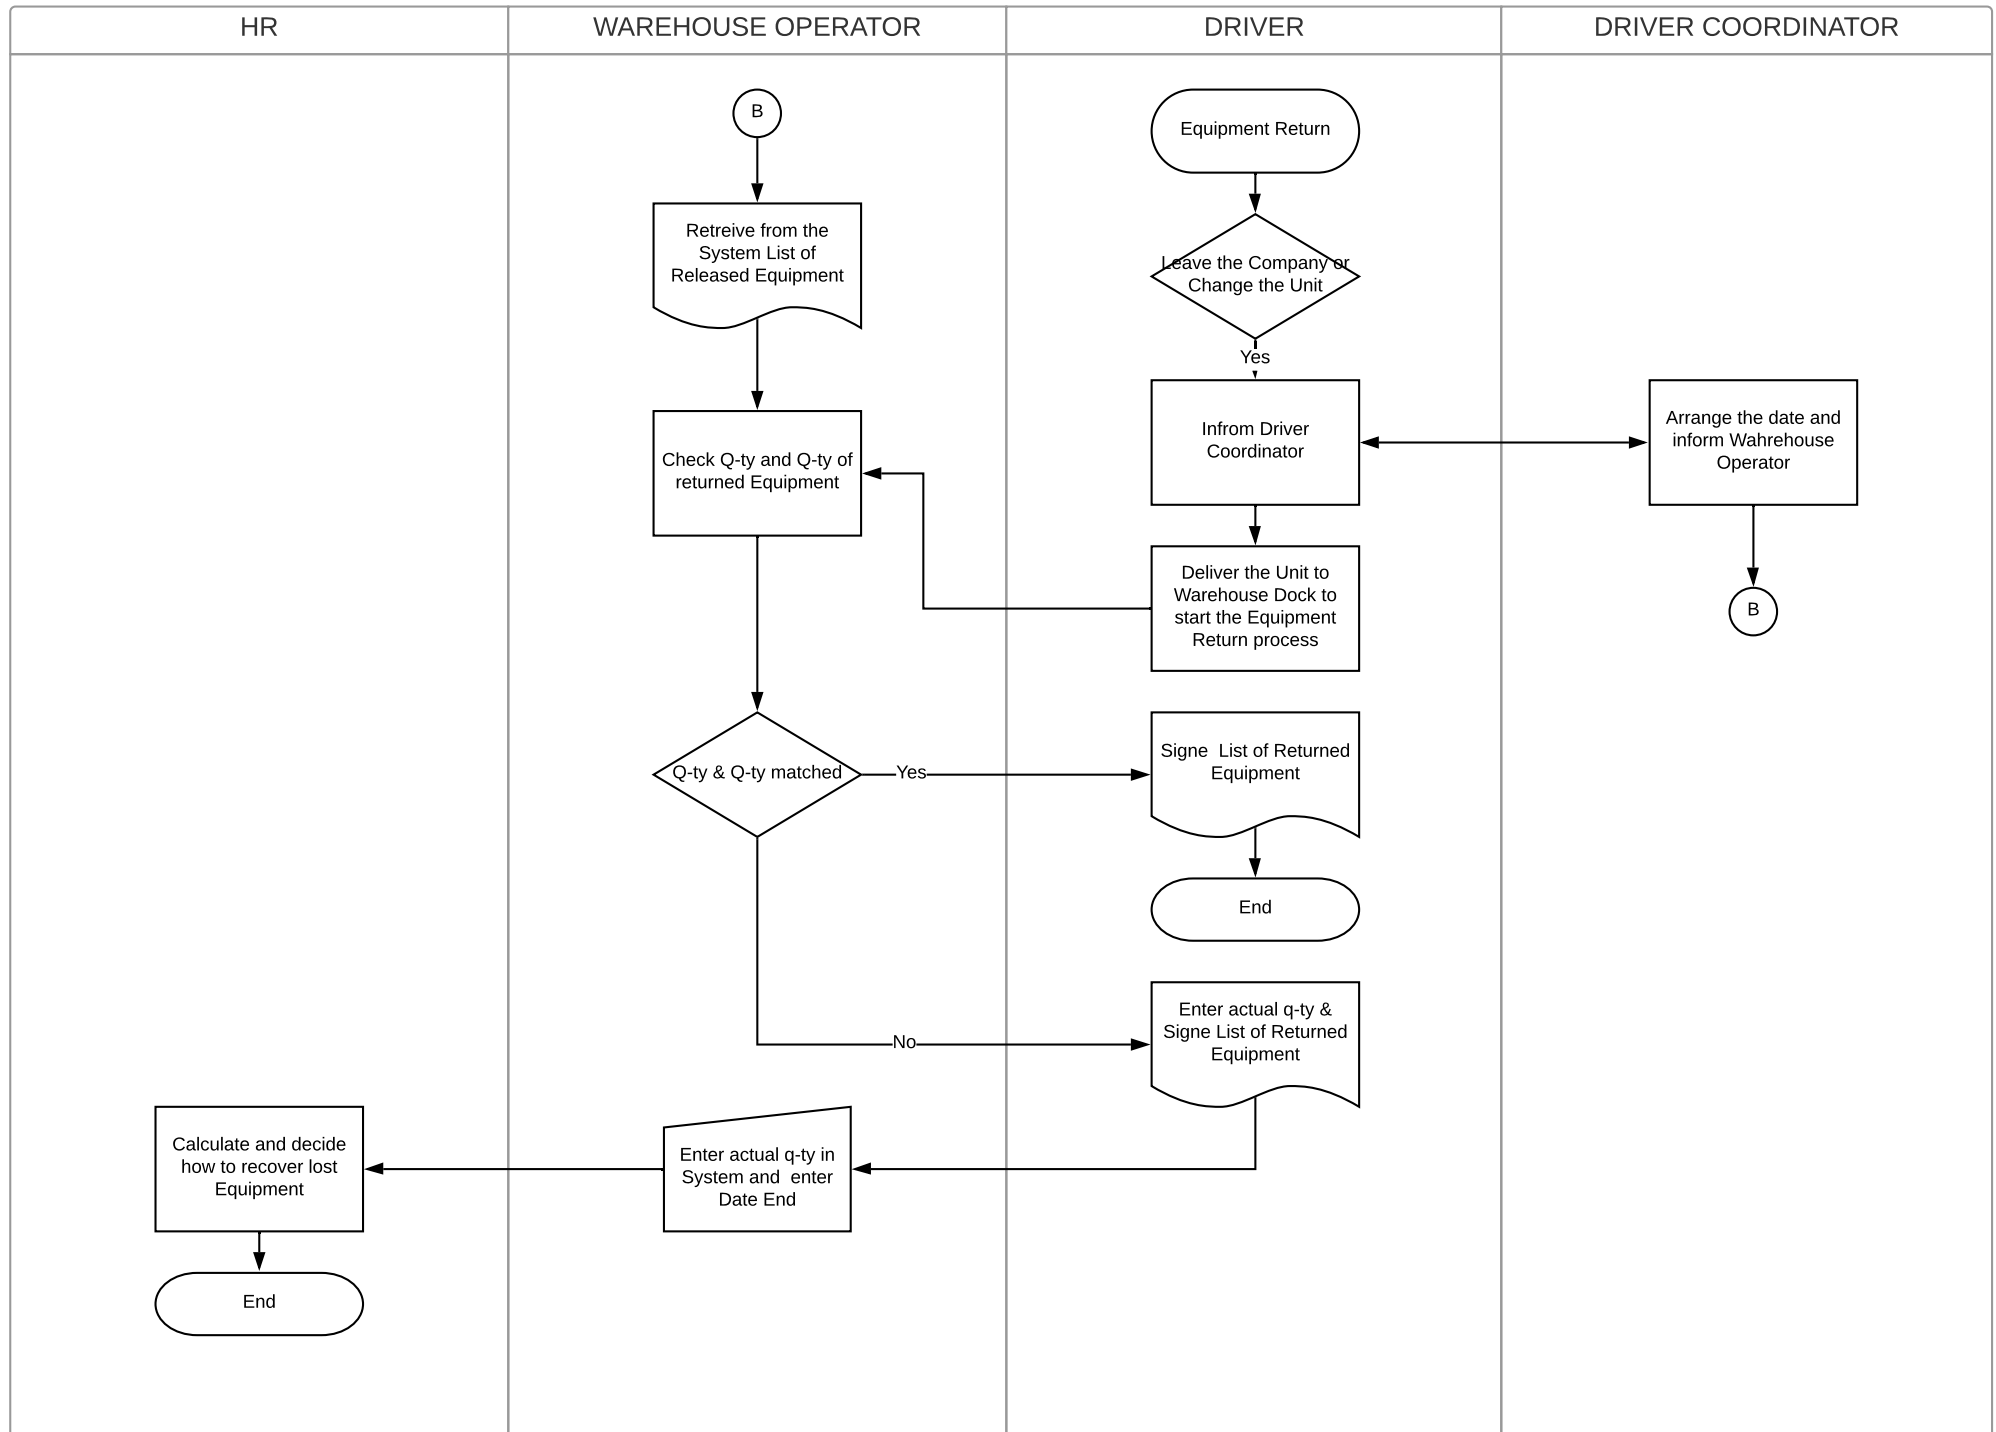 HR
WAREHOUSE OPERATOR
DRIVER
DRIVER COORDINATOR
B
Equipment Return
Retreive from the
System List of
Released Equipment
Leave the Company or
Change the Unit
Yes
Check Q-ty and Q-ty of
returned Equipment
Infrom Driver
Coordinator
Arrange the date and
inform Wahrehouse
Operator
Deliver the Unit to
Warehouse Dock to
start the Equipment
Return process
B
Q-ty & Q-ty matched
Yes
Signe  List of Returned
Equipment
End
Enter actual q-ty &
Signe List of Returned
Equipment
No
Calculate and decide
how to recover lost
Equipment
Enter actual q-ty in
System and  enter
Date End
End